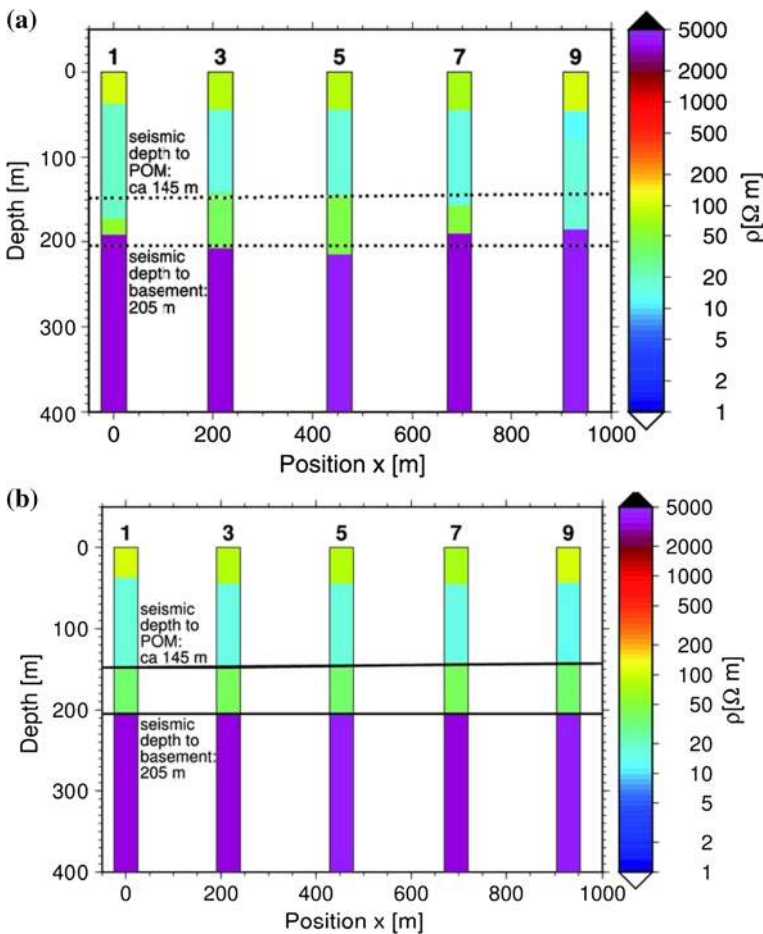 (a)
1 3 5 7 9
0
100
200
300
400
Depth [m]
seismic
depth to
POM:
ca 145 m
seismic
depth to
basement:
205 m
0 200 400 600 800 1000
Position x [m]
5000
2000
1000
500
200
100
50
20
10
5
2
1
ρ[Ω m]
(b)
1 3 5 7 9
0
100
200
300
400
Depth [m]
seismic
depth to
POM:
ca 145 m
seismic
depth to
basement:
205 m
0 200 400 600 800 1000
Position x [m]
5000
2000
1000
500
200
100
50
20
10
5
2
1
ρ[Ω m]